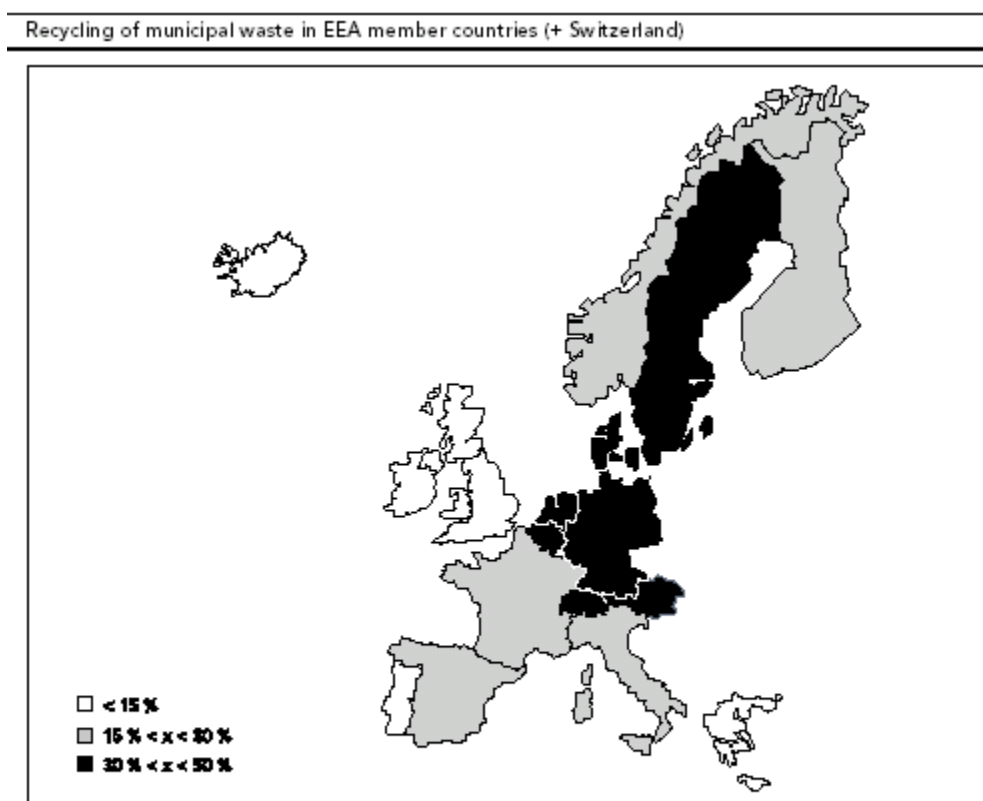 Recycling of municipal waste in EEA member countries (+ Switzerland)
< 15 %
15 % < x < 30 %
30 % < x < 50 %